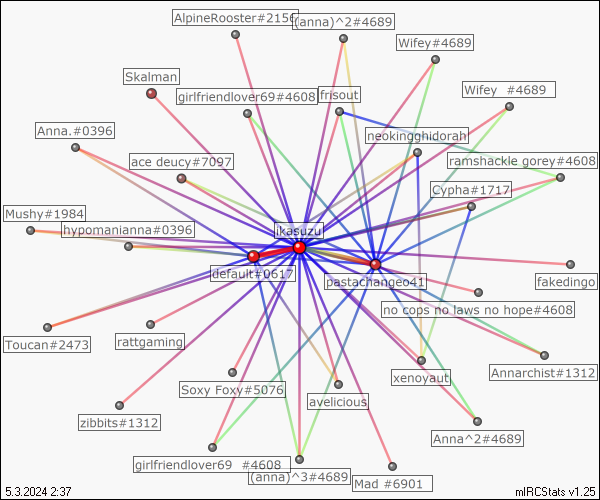 AlpineRooster#2156
(anna)^2#4689
Wifey#4689
Skalman
girlfriendlover69#4608
frisout
Wifey #4689
Anna.#0396
neokingghidorah
ace deucy#7097
ramshackle gorey#4608
Cypha#1717
Mushy#1984
hypomanianna#0396
ikasuzu
default#0617
pastachangeo41
fakedingo
no cops no laws no hope#4608
Toucan#2473
rattgaming
Annarchist#1312
xenoyaut
Soxy Foxy#5076
avelicious
zibbits#1312
Anna^2#4689
girlfriendlover69 #4608
(anna)^3#4689
Mad #6901
5.3.2024 2:37
mIRCStats v1.25